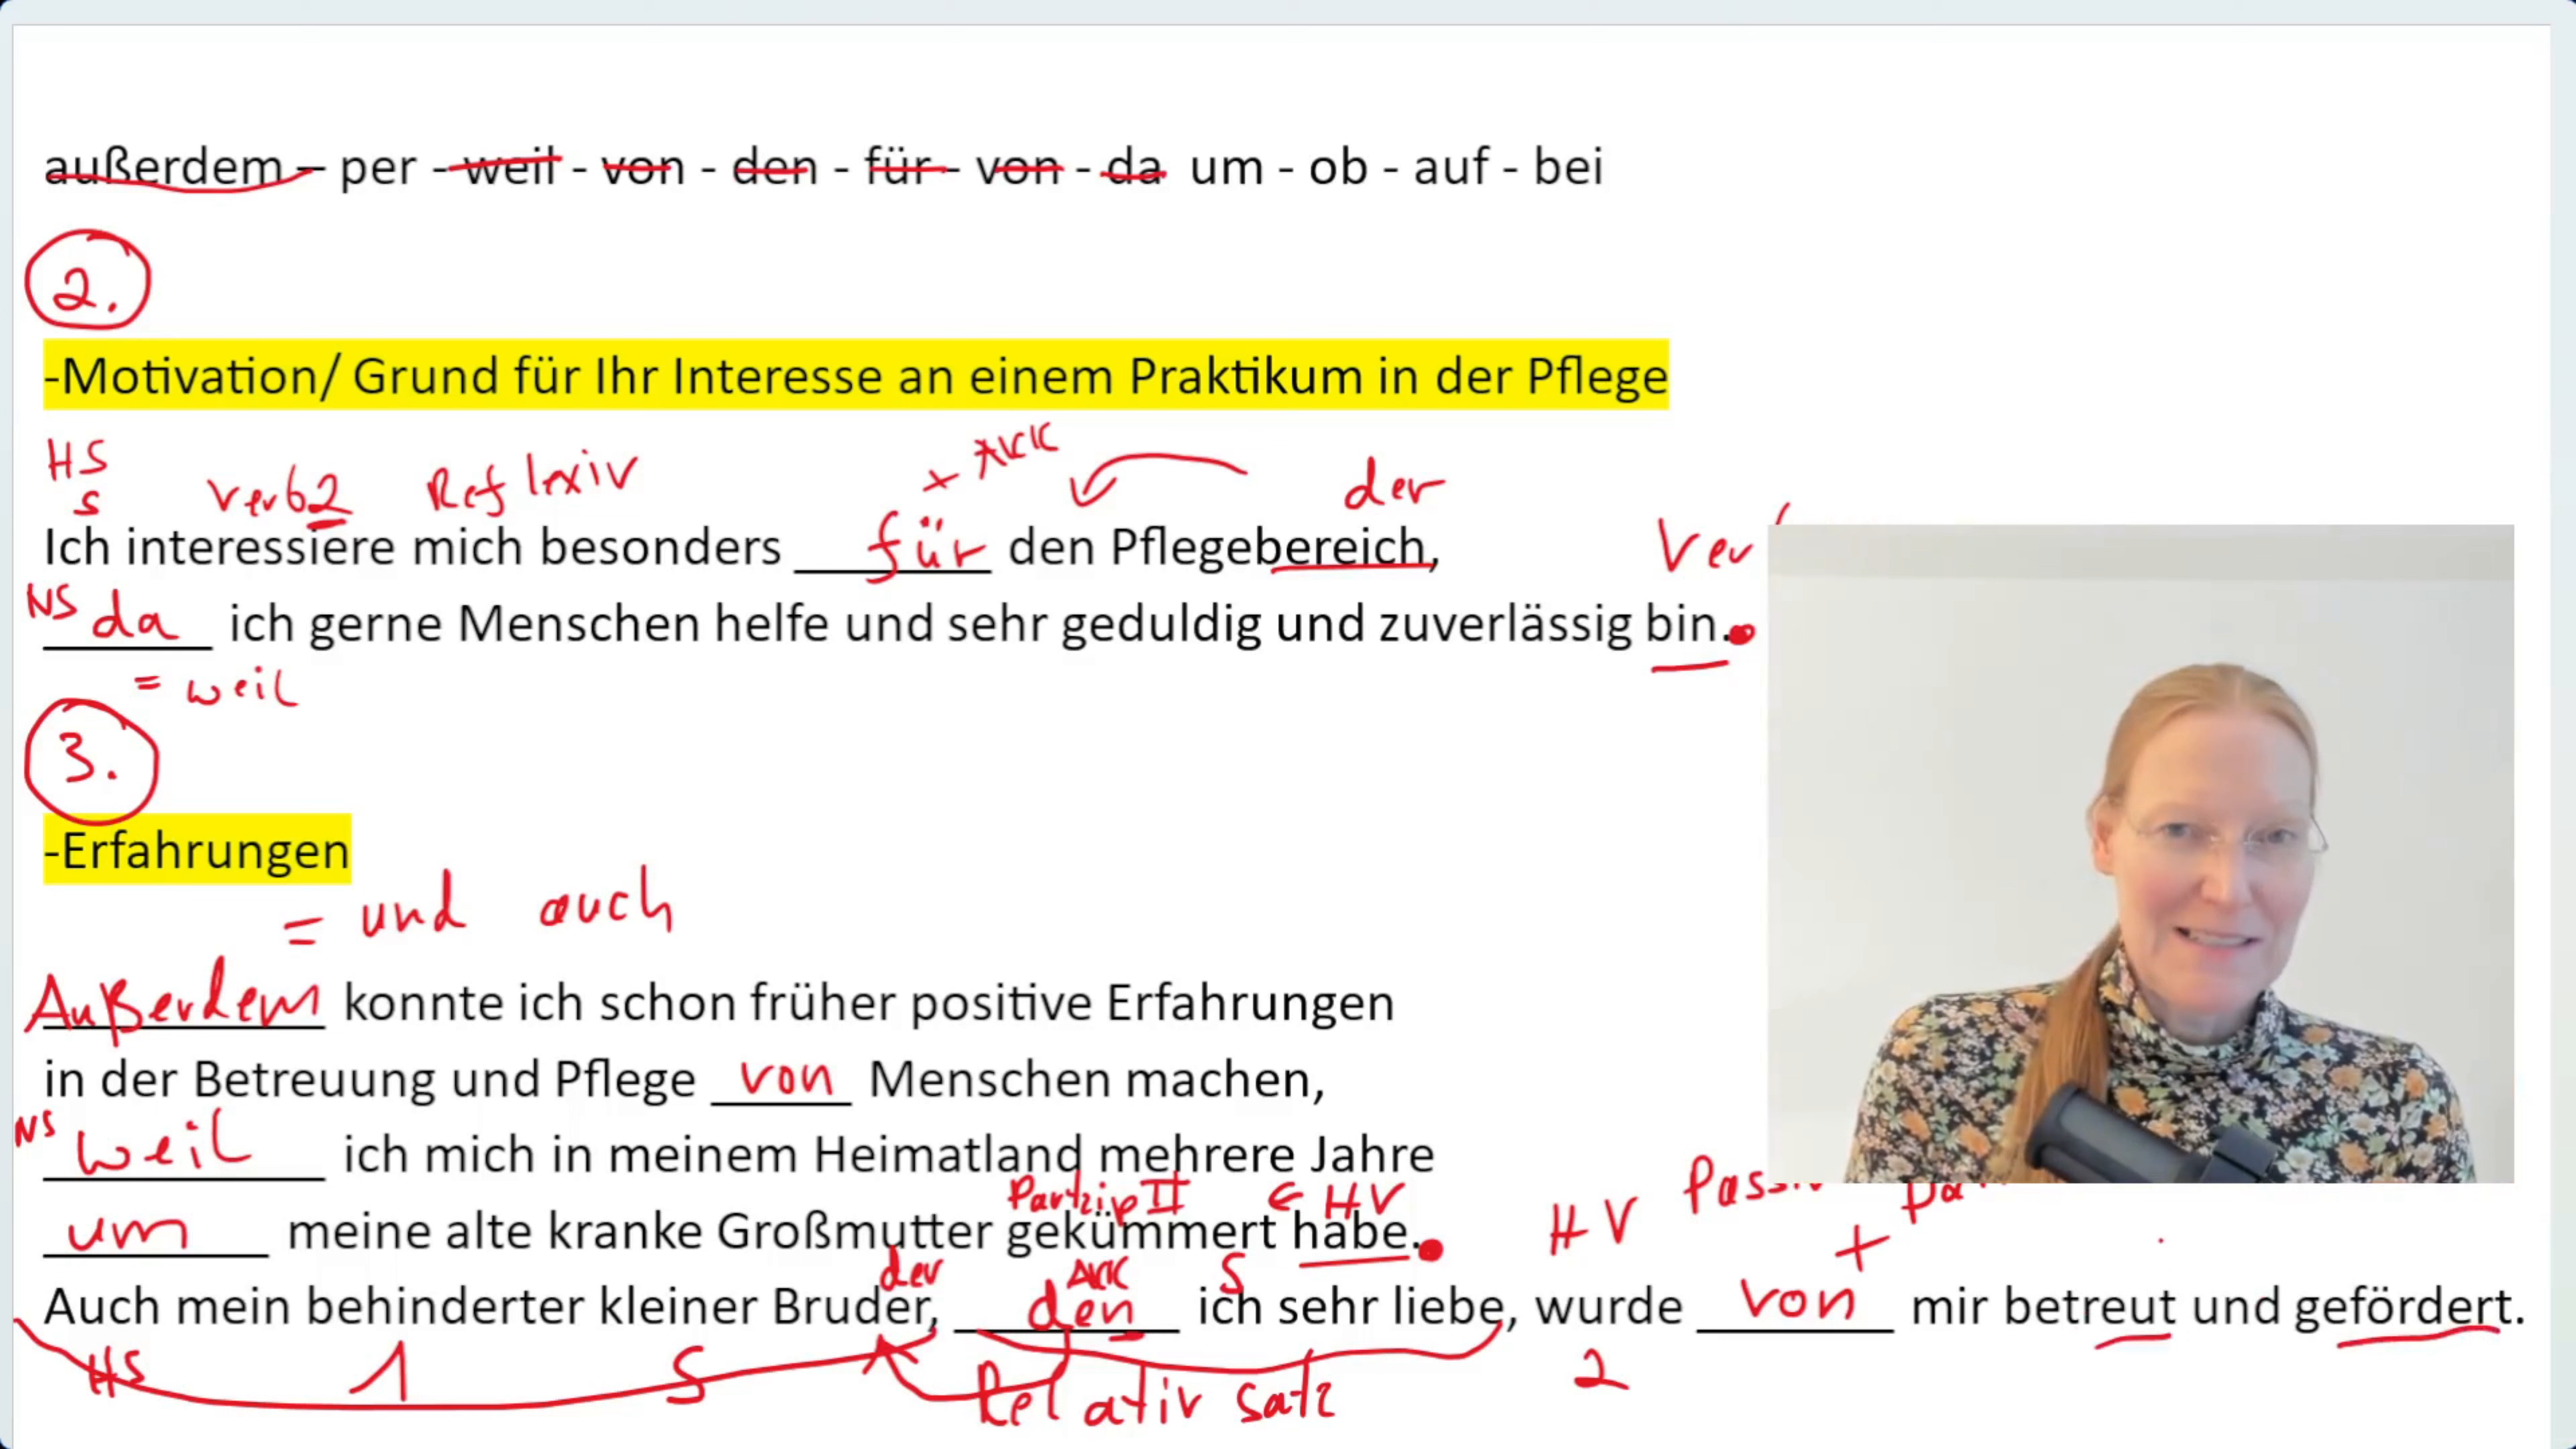 außerdem – per - weil - von - den - für - von - da um - ob - auf - bei
2.
-Motivation/ Grund für Ihr Interesse an einem Praktikum in der Pflege
HS
S Verb2 Reflexiv + AKK der
Ich interessiere mich besonders für den Pflegebereich,
NS da ich gerne Menschen helfe und sehr geduldig und zuverlässig bin.
= weil
3.
-Erfahrungen
= und auch
Außerdem konnte ich schon früher positive Erfahrungen
in der Betreuung und Pflege von Menschen machen,
NS weil ich mich in meinem Heimatland mehrere Jahre
Partizip II ← HV HV
um meine alte kranke Großmutter gekümmert habe. +
der AKK S
Auch mein behinderter kleiner Bruder, den ich sehr liebe, wurde von mir betreut und gefördert.
HS 1 S Relativsatz 2